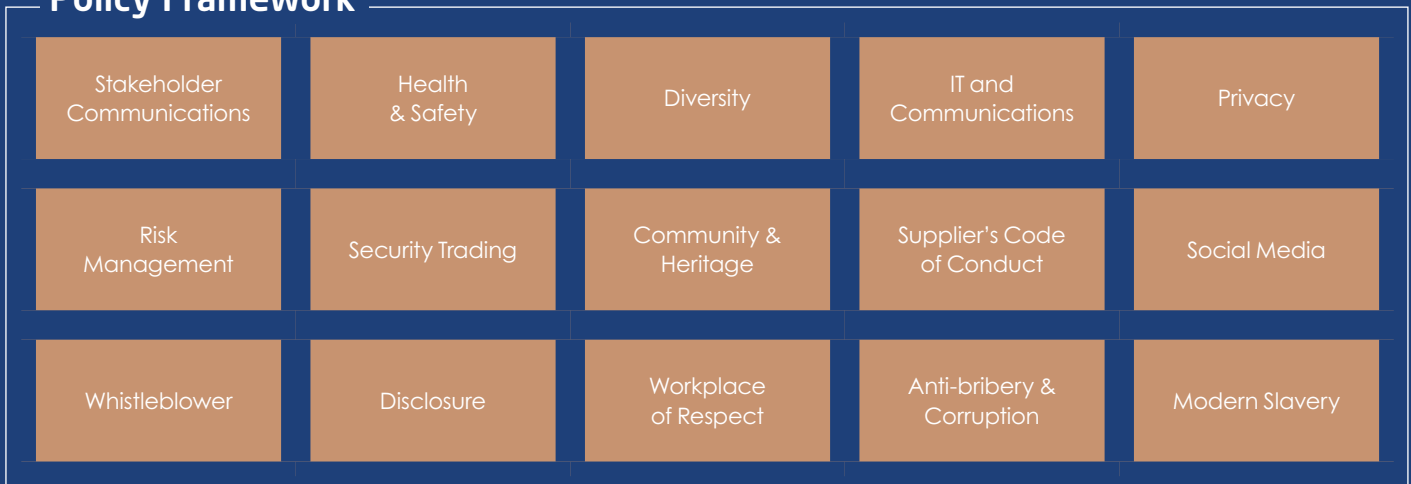 Policy Framework
Stakeholder
Communications
Health
& Safety
Diversity
IT and
Communications
Privacy
Risk
Management
Security Trading
Community &
Heritage
Supplier's Code
of Conduct
Social Media
Whistleblower
Disclosure
Workplace
of Respect
Anti-bribery &
Corruption
Modern Slavery